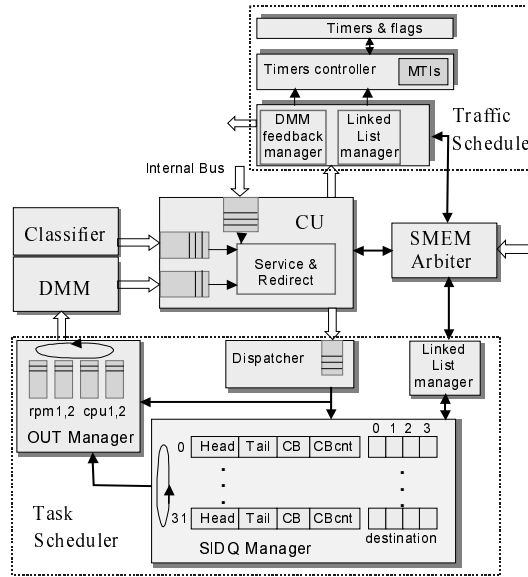 Timers & flags
Timers controller
MTIs
DMM
feedback
manager
Linked
List
manager
Traffic
Schedule
Internal Bus
CU
Service &
Redirect
Classifier
DMM
SMEM
Arbiter
Dispatcher
Linked
List
manager
rpm1,2 cpu1,2
OUT Manager
0 1 2 3
0 Head Tail CB CBcnt
31 Head Tail CB CBcnt
destination
SIDQ Manager
Task
Scheduler